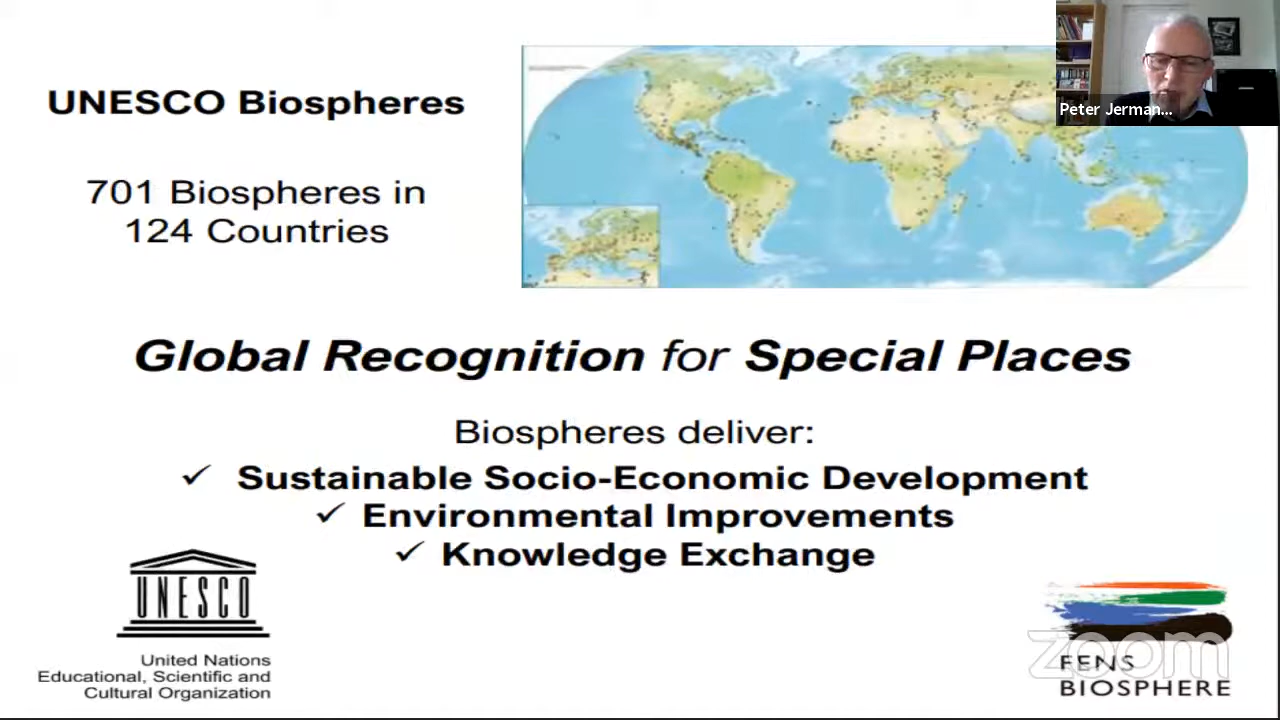 UNESCO Biospheres
701 Biospheres in
124 Countries
Peter Jerman...
Global Recognition for Special Places
Biospheres deliver:
✓ Sustainable Socio-Economic Development
✓ Environmental Improvements
✓ Knowledge Exchange
UNESCO
United Nations
Educational, Scientific and
Cultural Organization
zoom
FENS
BIOSPHERE